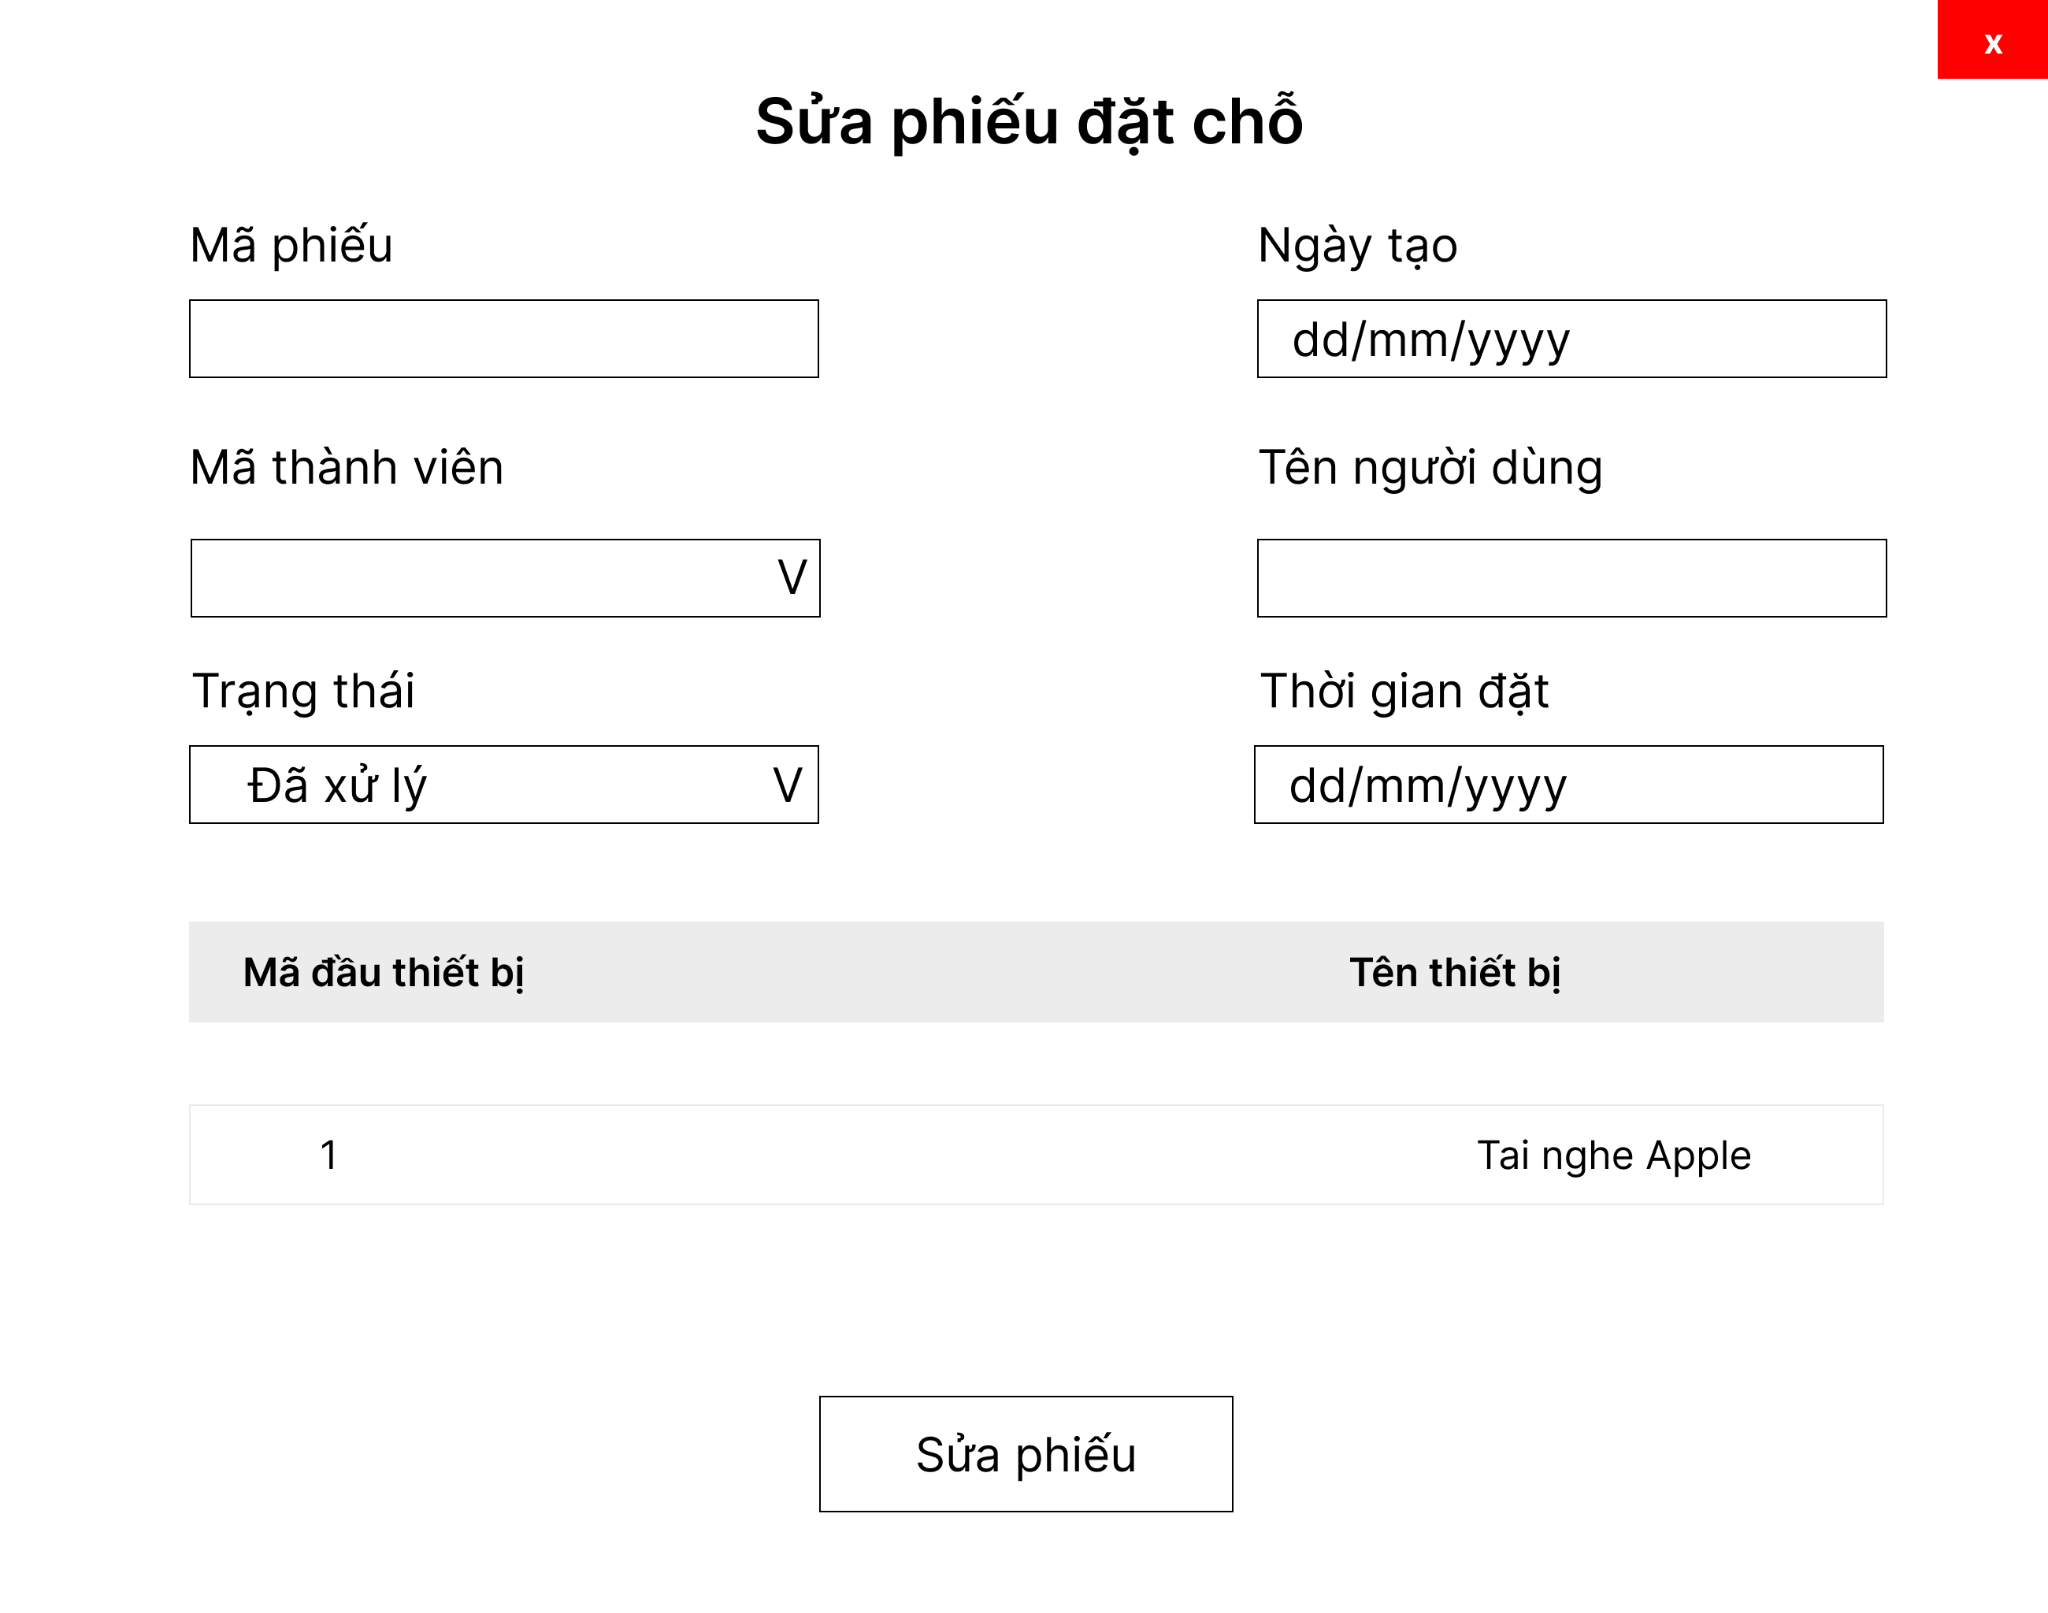 x
Sửa phiếu đặt chỗ
Mã phiếu
Ngày tạo
dd/mm/yyyy
Mã thành viên
Tên người dùng
V
Trạng thái
Thời gian đặt
Đã xử lý V
dd/mm/yyyy
Mã đầu thiết bị
Tên thiết bị
1
Tai nghe Apple
Sửa phiếu